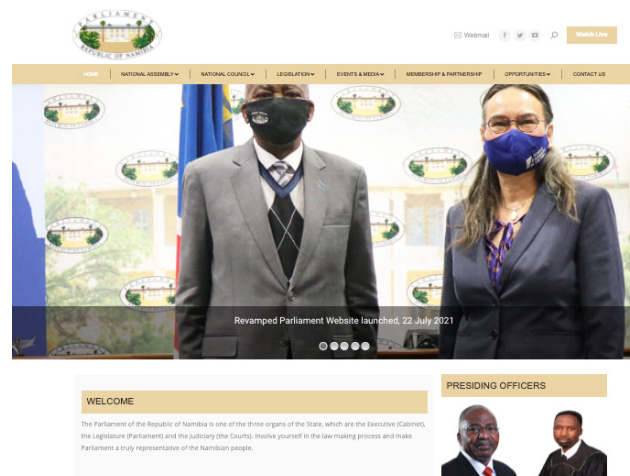 PARLIAMENT
REPUBLIC OF NAMIBIA
Webmail
Watch Live
HOME
NATIONAL ASSEMBLY
NATIONAL COUNCIL
LEGISLATION
EVENTS & MEDIA
MEMBERSHIP & PARTNERSHIP
OPPORTUNITIES
CONTACT US
Revamped Parliament Website launched, 22 July 2021
WELCOME
The Parliament of the Republic of Namibia is one of the three organs of the State, which are the Executive (Cabinet),
the Legislature (Parliament) and the Judiciary (the Courts). Involve yourself in the law making process and make
Parliament a truly representative of the Namibian people.
PRESIDING OFFICERS